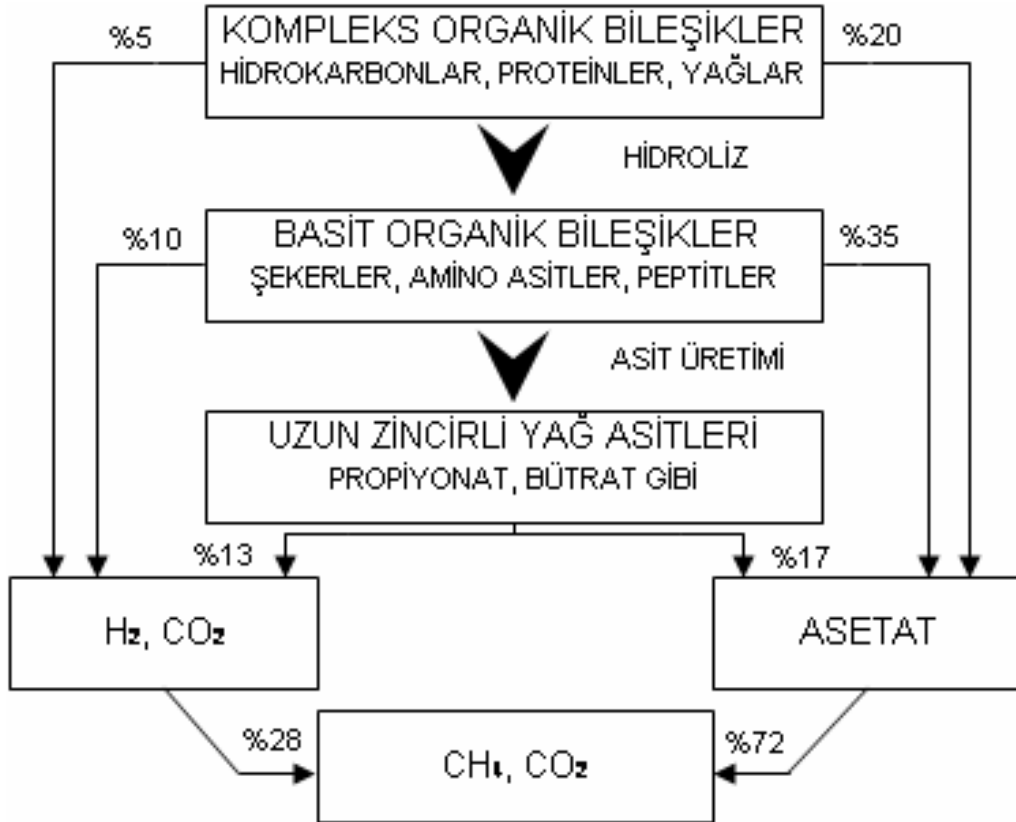 %5
KOMPLEKS ORGANİK BİLEŞİKLER
%20
HİDROKARBONLAR, PROTEİNLER, YAĞLAR
HİDROLİZ
%10
BASİT ORGANİK BİLEŞİKLER
%35
ŞEKERLER, AMİNO ASİTLER, PEPTİTLER
ASİT ÜRETİMİ
UZUN ZİNCİRLİ YAĞ ASİTLERİ
PROPİYONAT, BÜTRAT GİBİ
%13
%17
H₂, CO₂
ASETAT
%28
%72
CH₄, CO₂